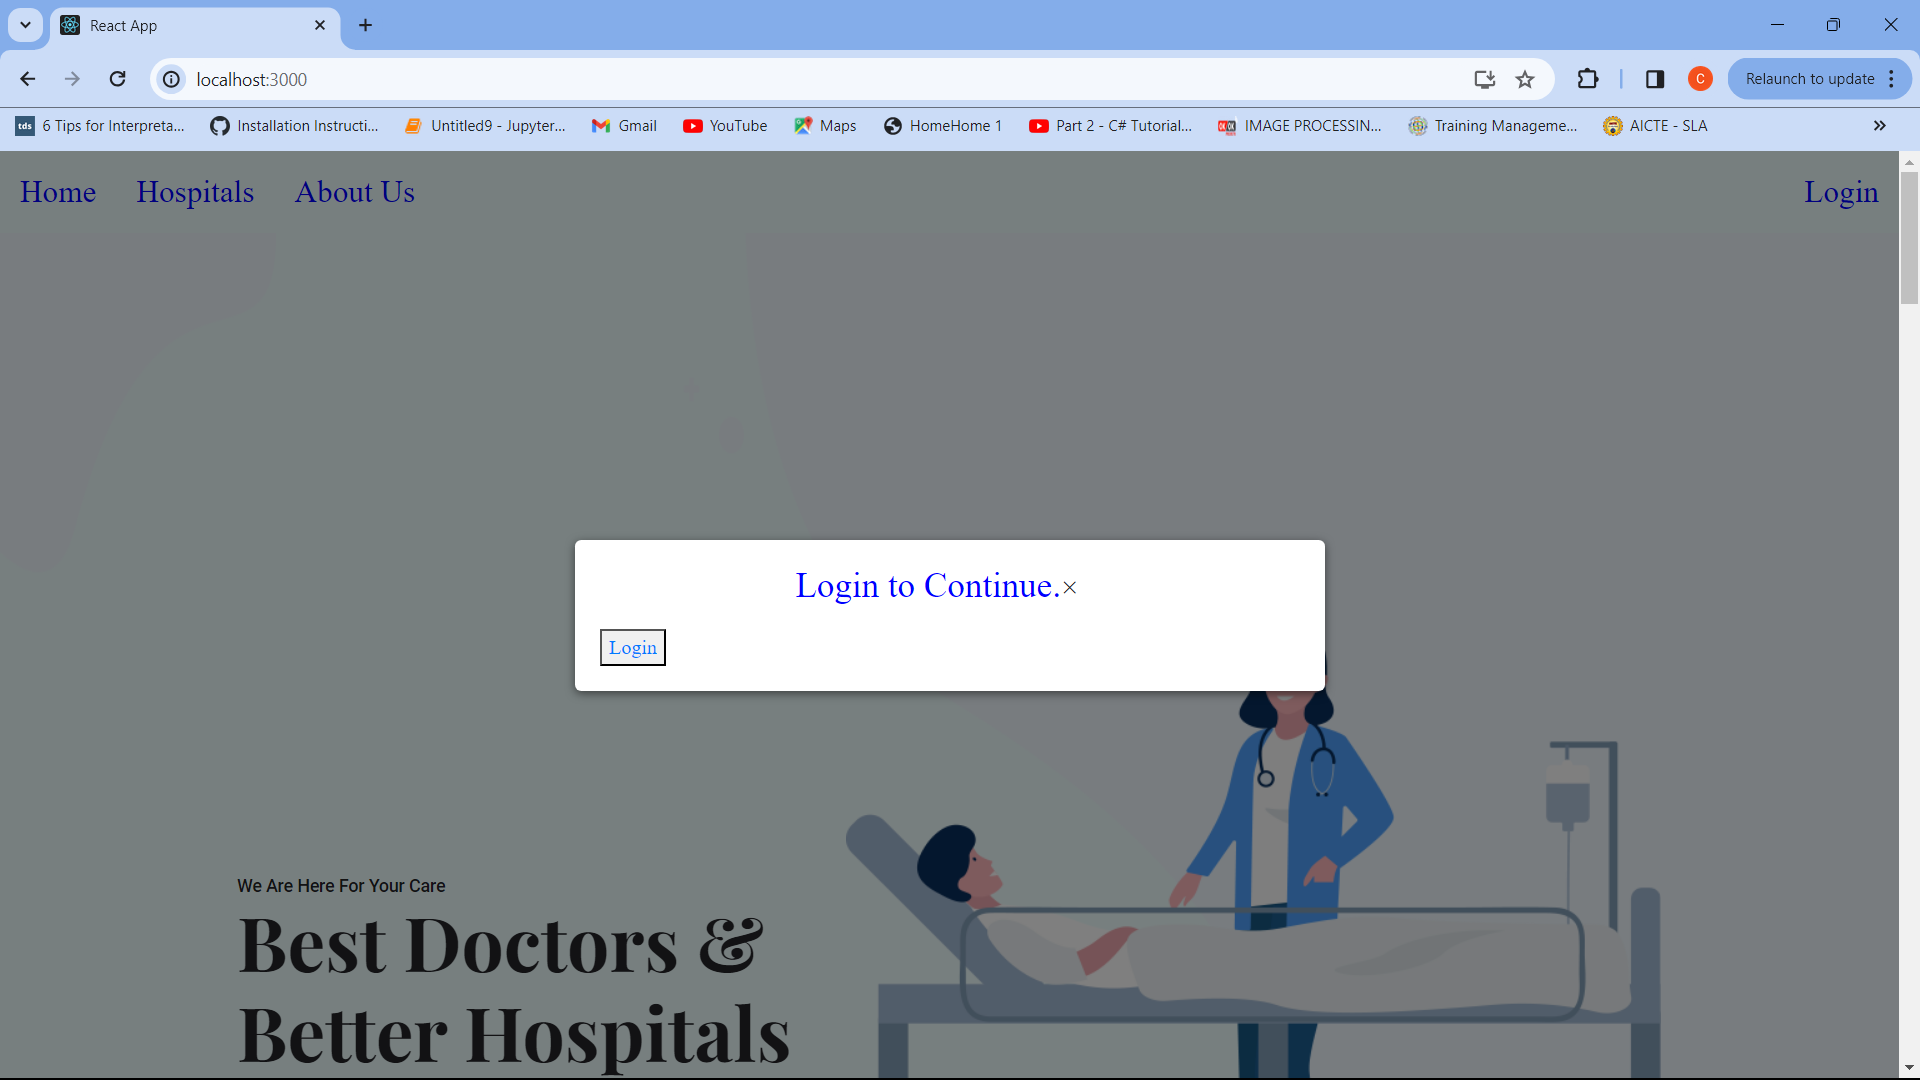 React App
localhost:3000
Relaunch to update
C
tds 6 Tips for Interpreta... Installation Instructi... Untitled9 - Jupyter... Gmail YouTube Maps HomeHome 1 Part 2 - C# Tutorial... IMAGE PROCESSIN... Training Manageme... AICTE - SLA
Home Hospitals About Us Login
Login to Continue.×
Login
We Are Here For Your Care
Best Doctors &
Better Hospitals